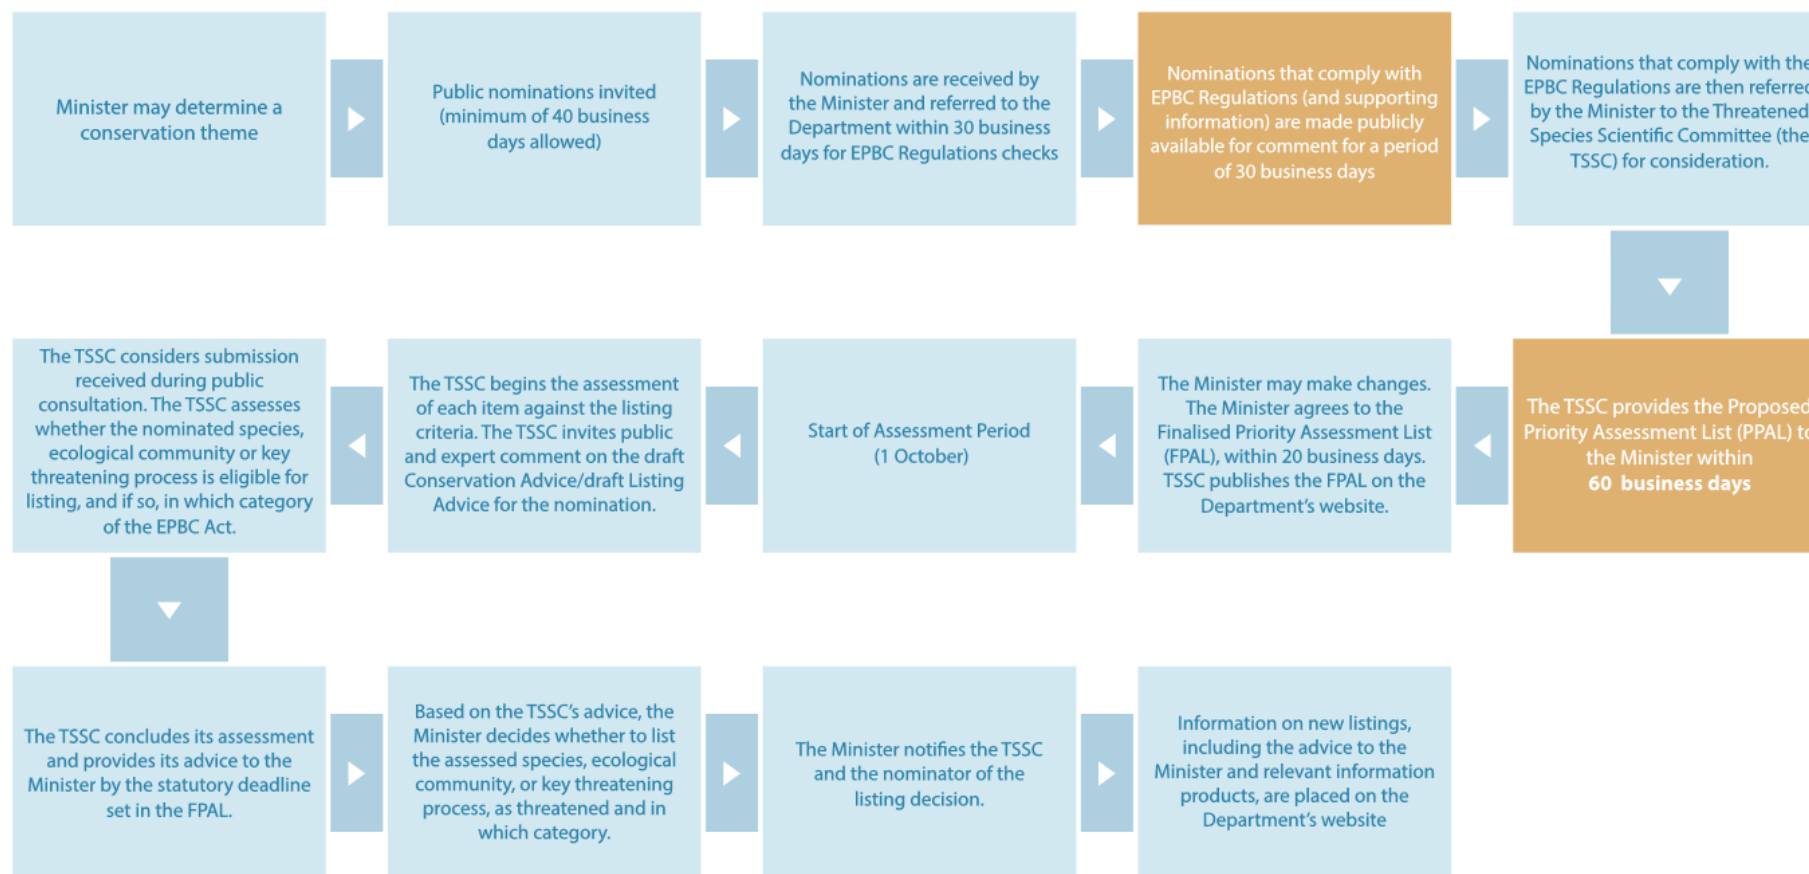 Minister may determine a
conservation theme
Public nominations invited
(minimum of 40 business
days allowed)
Nominations are received by
the Minister and referred to the
Department within 30 business
days for EPBC Regulations checks
Nominations that comply with
EPBC Regulations (and supporting
information) are made publicly
available for comment for a period
of 30 business days
Nominations that comply with the
EPBC Regulations are then referred
by the Minister to the Threatened
Species Scientific Committee (the
TSSC) for consideration.
The TSSC provides the Proposed
Priority Assessment List (PPAL) to
the Minister within
60 business days
The Minister may make changes.
The Minister agrees to the
Finalised Priority Assessment List
(FPAL), within 20 business days.
TSSC publishes the FPAL on the
Department's website.
Start of Assessment Period
(1 October)
The TSSC begins the assessment
of each item against the listing
criteria. The TSSC invites public
and expert comment on the draft
Conservation Advice/draft Listing
Advice for the nomination.
The TSSC considers submission
received during public
consultation. The TSSC assesses
whether the nominated species,
ecological community or key
threatening process is eligible for
listing, and if so, in which category
of the EPBC Act.
The TSSC concludes its assessment
and provides its advice to the
Minister by the statutory deadline
set in the FPAL.
Based on the TSSC's advice, the
Minister decides whether to list
the assessed species, ecological
community, or key threatening
process, as threatened and in
which category.
The Minister notifies the TSSC
and the nominator of the
listing decision.
Information on new listings,
including the advice to the
Minister and relevant information
products, are placed on the
Department's website